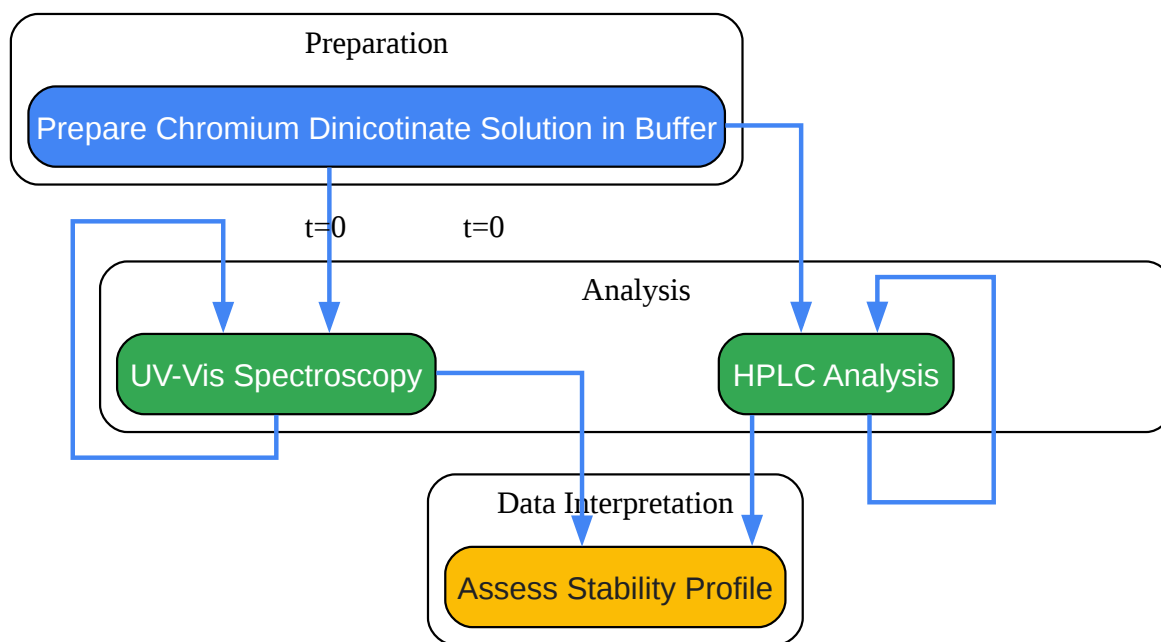 Preparation
Prepare Chromium Dinicotinate Solution in Buffer
t=0
t=0
Analysis
UV-Vis Spectroscopy
HPLC Analysis
Data Interpretation
Assess Stability Profile